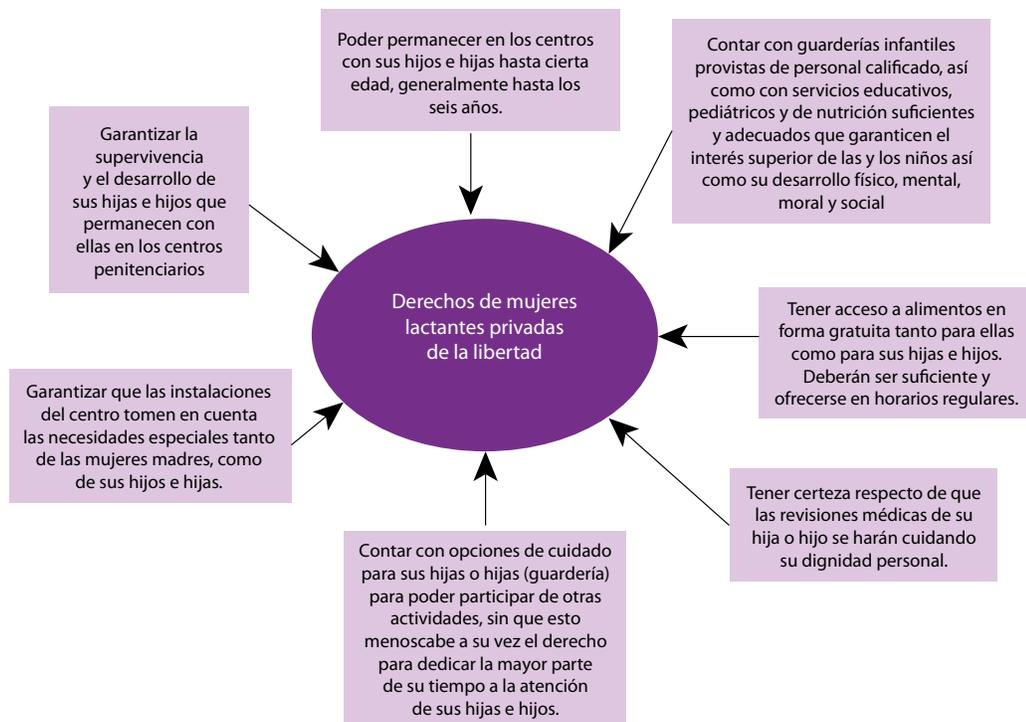 Poder permanecer en los centros
con sus hijos e hijas hasta cierta
edad, generalmente hasta los
seis años.
Contar con guarderías infantiles
provistas de personal calificado, así
como con servicios educativos,
pediátricos y de nutrición suficientes
y adecuados que garanticen el
interés superior de las y los niños así
como su desarrollo físico, mental,
moral y social
Garantizar la
supervivencia
y el desarrollo de
sus hijas e hijos que
permanecen con
ellas en los centros
penitenciarios
Derechos de mujeres
lactantes privadas
de la libertad
Tener acceso a alimentos en
forma gratuita tanto para ellas
como para sus hijas e hijos.
Deberán ser suficiente y
ofrecerse en horarios regulares.
Garantizar que las instalaciones
del centro tomen en cuenta
las necesidades especiales tanto
de las mujeres madres, como
de sus hijos e hijas.
Tener certeza respecto de que
las revisiones médicas de su
hija o hijo se harán cuidando
su dignidad personal.
Contar con opciones de cuidado
para sus hijas o hijas (guardería)
para poder participar de otras
actividades, sin que esto
menoscabe a su vez el derecho
para dedicar la mayor parte
de su tiempo a la atención
de sus hijas e hijos.